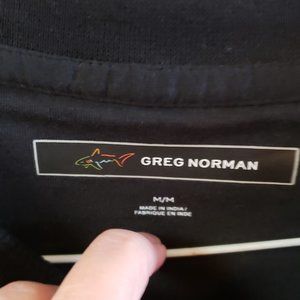 GREG NORMAN
M/M
MADE IN INDIA/
FABRIQUÉ EN INDE